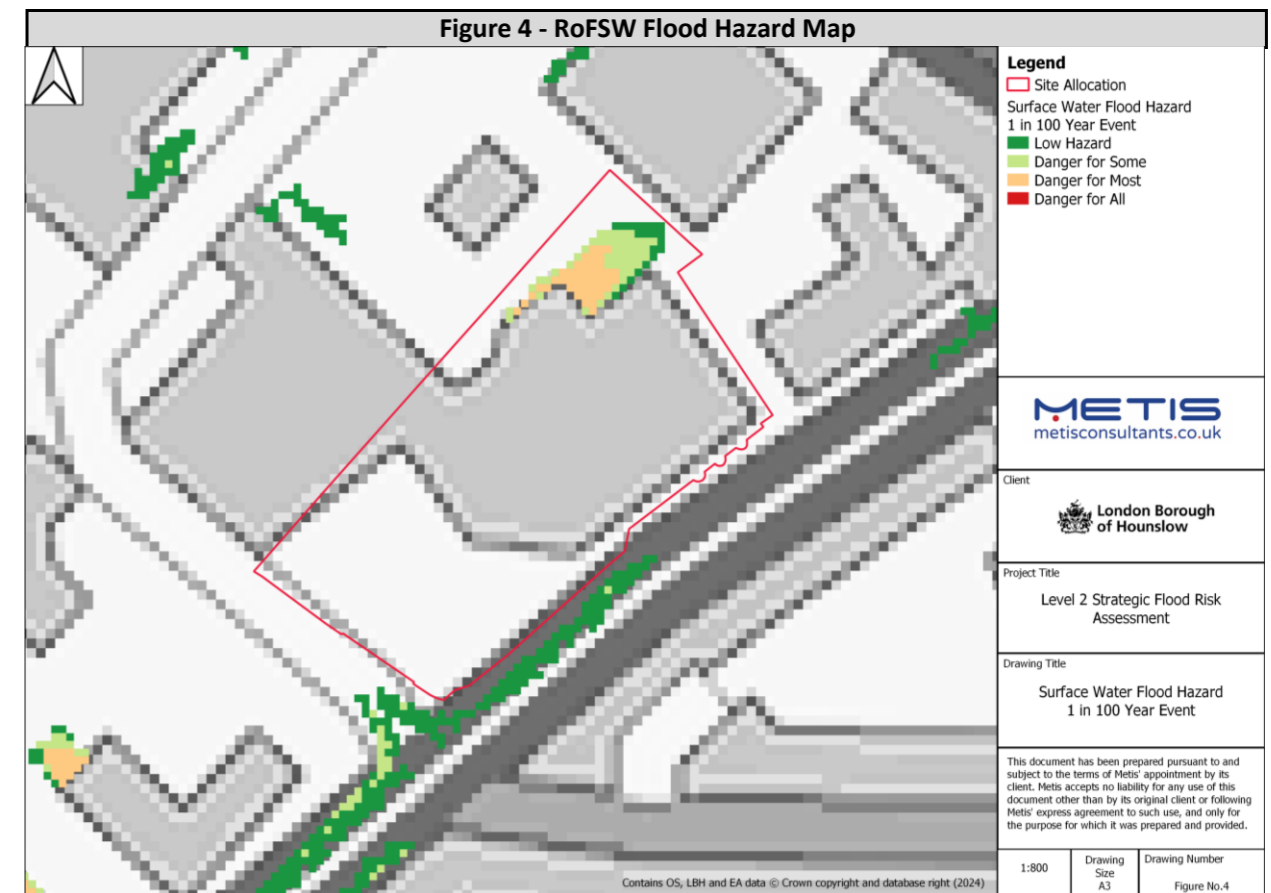 Figure 4 - RoFSW Flood Hazard Map
Legend
Site Allocation
Surface Water Flood Hazard
1 in 100 Year Event
Low Hazard
Danger for Some
Danger for Most
Danger for All
METIS
metisconsultants.co.uk
Client
London Borough
of Hounslow
Project Title
Level 2 Strategic Flood Risk
Assessment
Drawing Title
Surface Water Flood Hazard
1 in 100 Year Event
This document has been prepared pursuant to and
subject to the terms of Metis' appointment by its
client. Metis accepts no liability for any use of this
document other than by its original client or following
Metis' express agreement to such use, and only for
the purpose for which it was prepared and provided.
1:800
Drawing
Size
A3
Drawing Number
Figure No.4
Contains OS, LBH and EA data © Crown copyright and database right (2024)